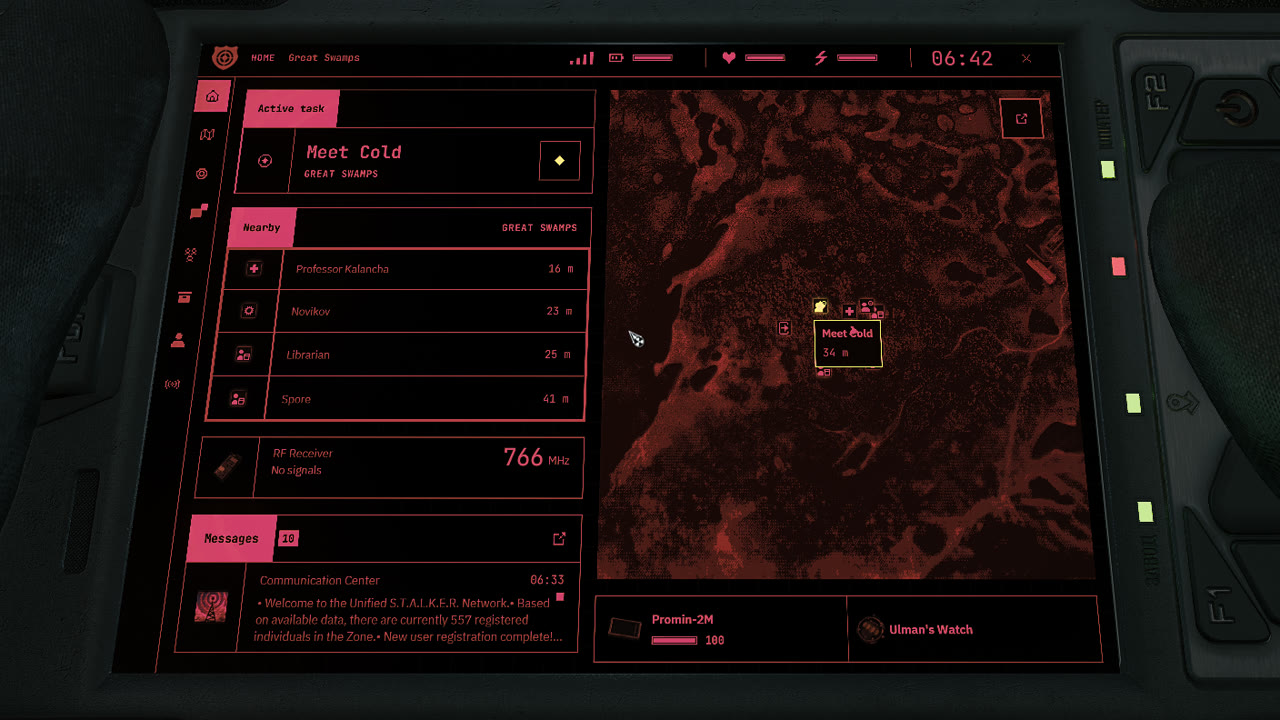 HOME Great Swamps
06:42
Active task
Meet Cold
GREAT SWAMPS
Nearby GREAT SWAMPS
Professor Kalancha 16 m
Novikov 23 m
Librarian 25 m
Spore 41 m
RF Receiver
No signals
766 MHz
Messages 10
Communication Center 06:33
• Welcome to the Unified S.T.A.L.K.E.R. Network.• Based
on available data, there are currently 557 registered
individuals in the Zone.• New user registration complete!...
Meet Cold
34 m
Promin-2M
100
Ulman's Watch
F2
F1